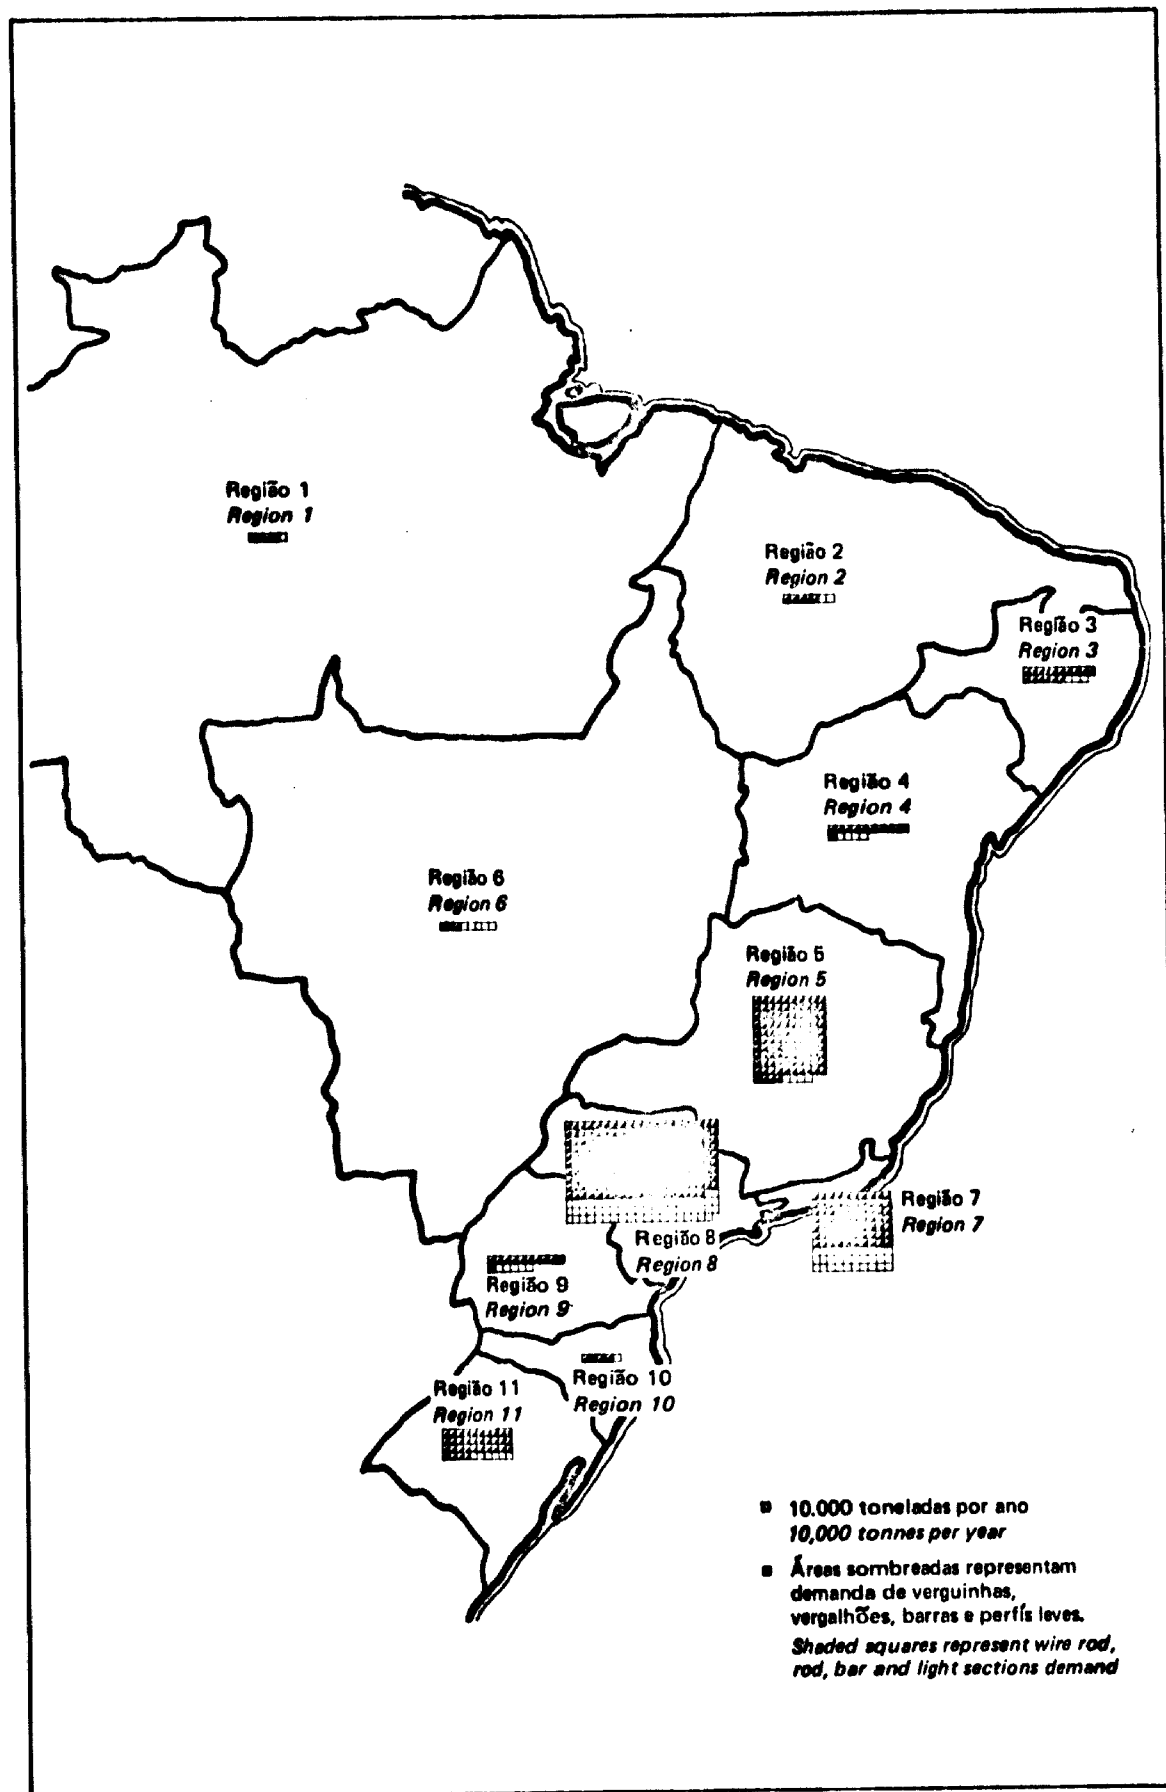 Região 1
Region 1
Região 2
Region 2
Região 3
Region 3
Região 4
Region 4
Região 6
Region 6
Região 5
Region 5
Região 7
Region 7
Região 8
Region 8
Região 9
Region 9
Região 10
Region 10
Região 11
Region 11
10.000 toneladas por ano
10,000 tonnes per year
Áreas sombreadas representam
demanda de verguinhas,
vergalhões, barras e perfís leves.
Shaded squares represent wire rod,
rod, bar and light sections demand